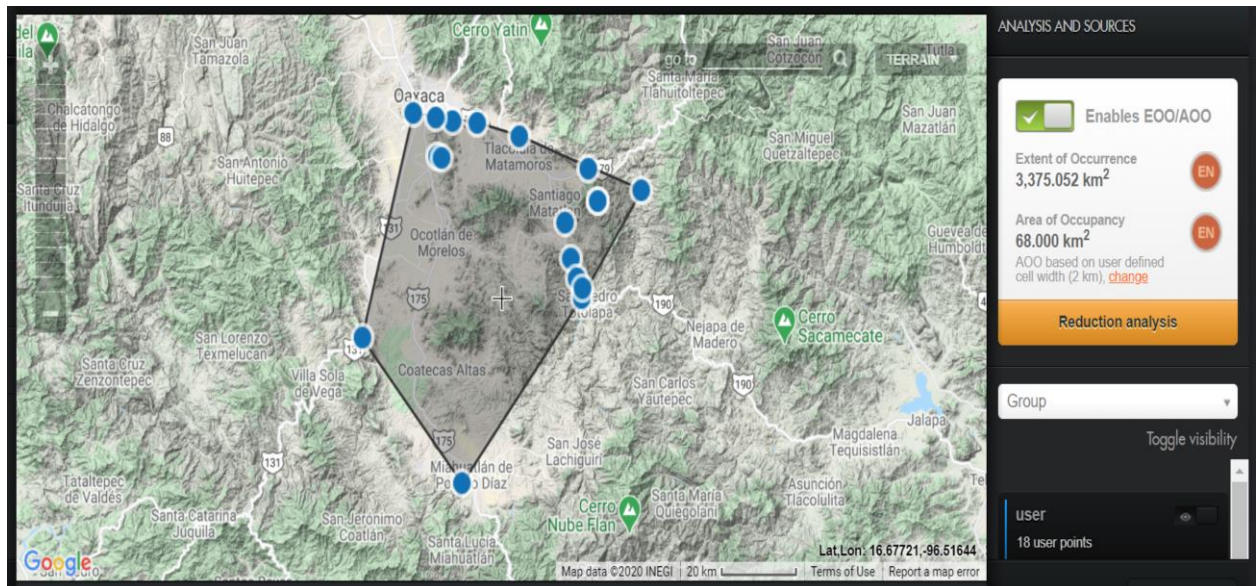 del
Cerro Yatin
San Juan
Tamazola
San Juan
Cotzocón
go to
TERRAIN
Tutla
Santa María
Tlahuitoltepec
Oaxaca
Chalcatongo
de Hidalgo
88
San Juan
Mazatlán
San Miguel
Quetzaltepec
Tlacolula de
Matamoros
179
San Antonio
Huitepec
Santa Cruz
Itundujia
Santiago
Matatlán
131
Ocotlán de
Morelos
Guevea de
Humboldt
175
San Pedro
Totolapa
190
Nejapa de
Madero
Cerro
Sacamecate
San Lorenzo
Texmelucan
131
Santa Cruz
Zenzontepec
Villa Sola
de Vega
Coatecas Altas
San Carlos
Yautepec
190
Jalapa
175
San José
Lachiguiri
Magdalena
Tequisistlán
131
Miahuatlán de
Porfirio Díaz
Tataltepec
de Valdés
Santa Catarina
Juquila
San Jerónimo
Coatlán
Cerro
Nube Flan
Santa María
Quiegolani
Asunción
Tlacolulita
Santa Lucía
Miahuatlán
Lat,Lon: 16.67721,-96.51644
Google
Map data ©2020 INEGI
20 km
Terms of Use
Report a map error
ANALYSIS AND SOURCES
Enables EOO/AOO
Extent of Occurrence
3,375.052 km²
EN
Area of Occupancy
68.000 km²
EN
AOO based on user defined
cell width (2 km), change
Reduction analysis
Group
Toggle visibility
user
18 user points